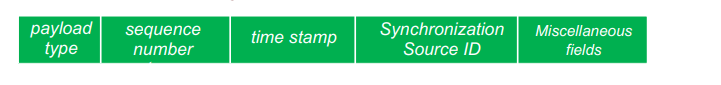 payload type
sequence number
time stamp
Synchronization Source ID
Miscellaneous fields